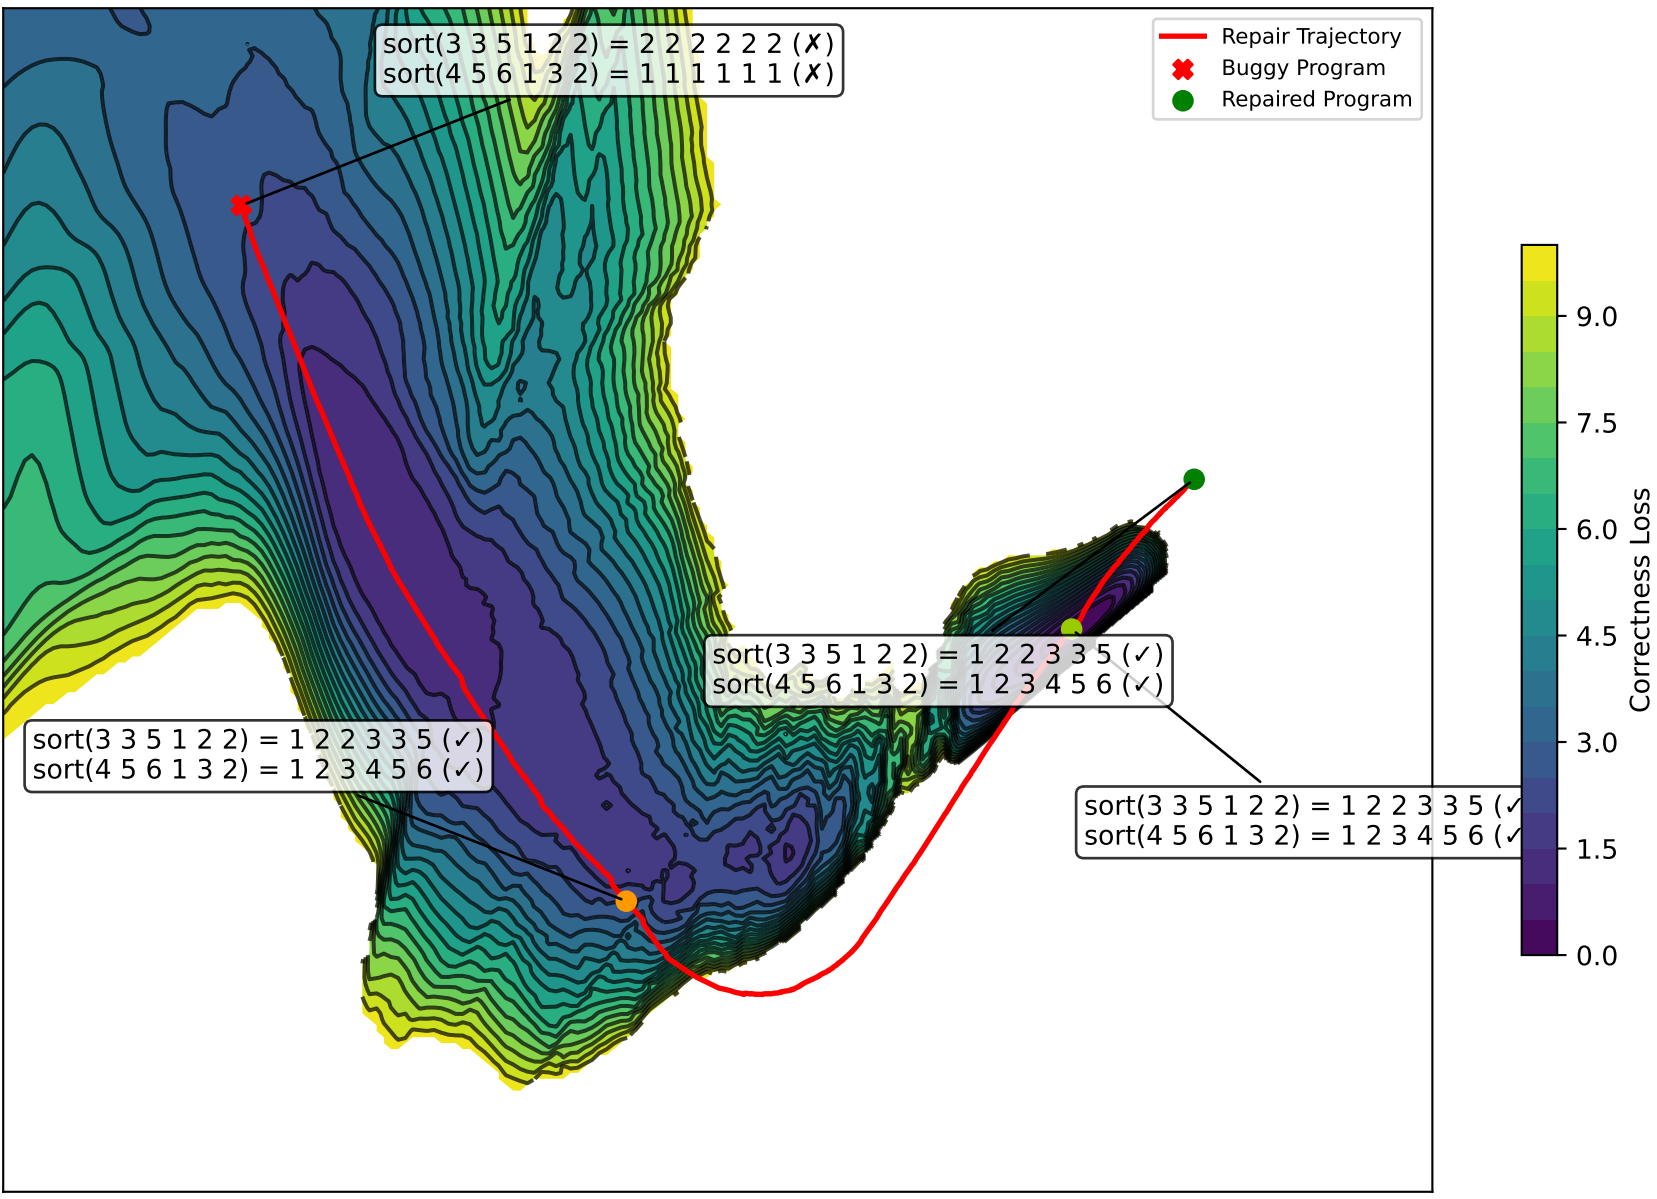 sort(3 3 5 1 2 2) = 2 2 2 2 2 2 (✗)
sort(4 5 6 1 3 2) = 1 1 1 1 1 1 (✗)
Repair Trajectory
Buggy Program
Repaired Program
sort(3 3 5 1 2 2) = 1 2 2 3 3 5 (✓)
sort(4 5 6 1 3 2) = 1 2 3 4 5 6 (✓)
sort(3 3 5 1 2 2) = 1 2 2 3 3 5 (✓)
sort(4 5 6 1 3 2) = 1 2 3 4 5 6 (✓)
sort(3 3 5 1 2 2) = 1 2 2 3 3 5 (✓
sort(4 5 6 1 3 2) = 1 2 3 4 5 6 (✓
9.0
7.5
6.0
4.5
3.0
1.5
0.0
Correctness Loss